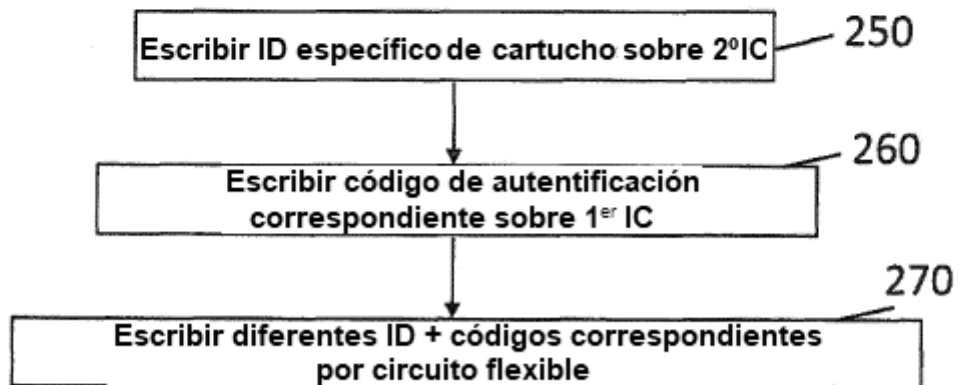 Escribir ID específico de cartucho sobre 2ºIC
250
260
Escribir código de autentificación
correspondiente sobre 1er IC
270
Escribir diferentes ID + códigos correspondientes
por circuito flexible